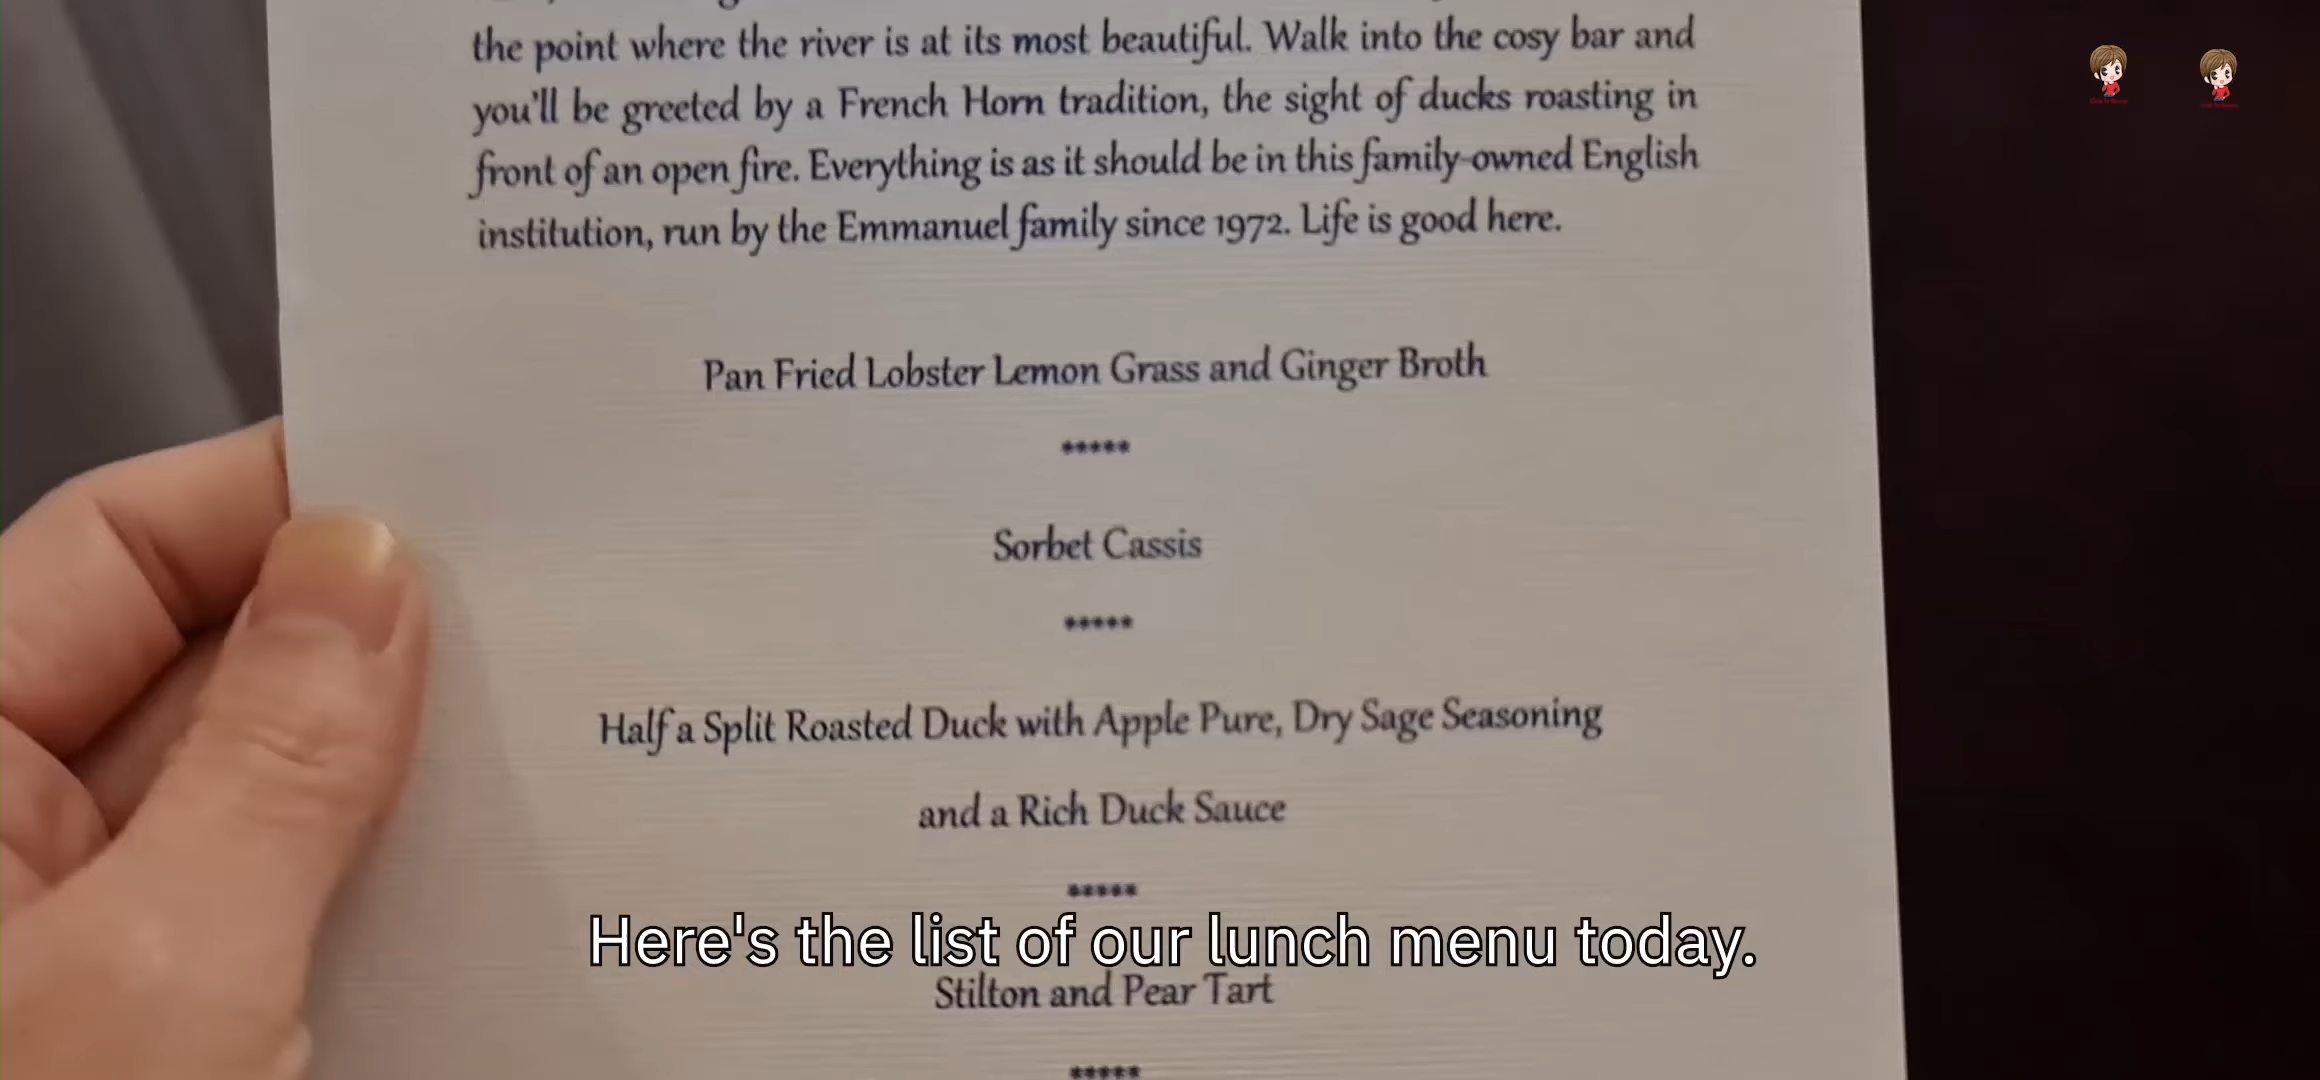 the point where the river is at its most beautiful. Walk into the cosy bar and
you'll be greeted by a French Horn tradition, the sight of ducks roasting in
front of an open fire. Everything is as it should be in this family-owned English
institution, run by the Emmanuel family since 1972. Life is good here.
Pan Fried Lobster Lemon Grass and Ginger Broth
*****
Sorbet Cassis
*****
Half a Split Roasted Duck with Apple Pure, Dry Sage Seasoning
and a Rich Duck Sauce
*****
Here's the list of our lunch menu today.
Stilton and Pear Tart
*****